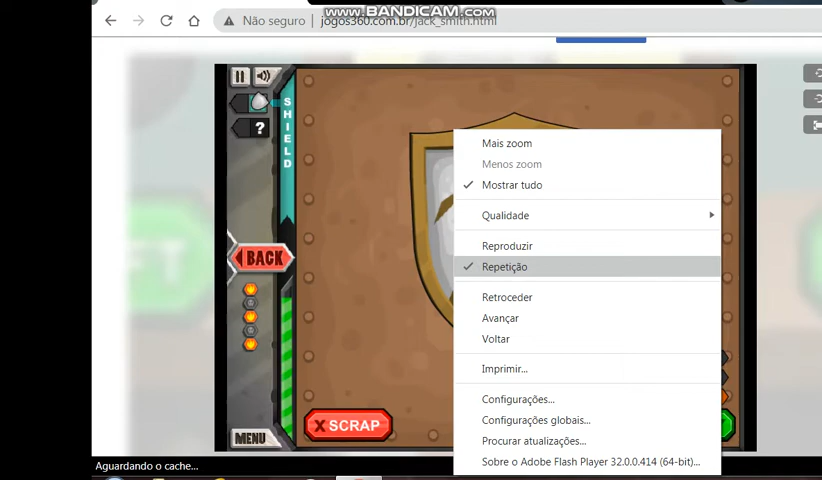 www.BANDICAM.com
Não seguro | jogos360.com.br/jack_smith.html
SHIELD
?
BACK
X SCRAP
MENU
Mais zoom
Menos zoom
Mostrar tudo
Qualidade
Reproduzir
Repetição
Retroceder
Avançar
Voltar
Imprimir...
Configurações...
Configurações globais...
Procurar atualizações...
Sobre o Adobe Flash Player 32.0.0.414 (64-bit)...
Aguardando o cache...